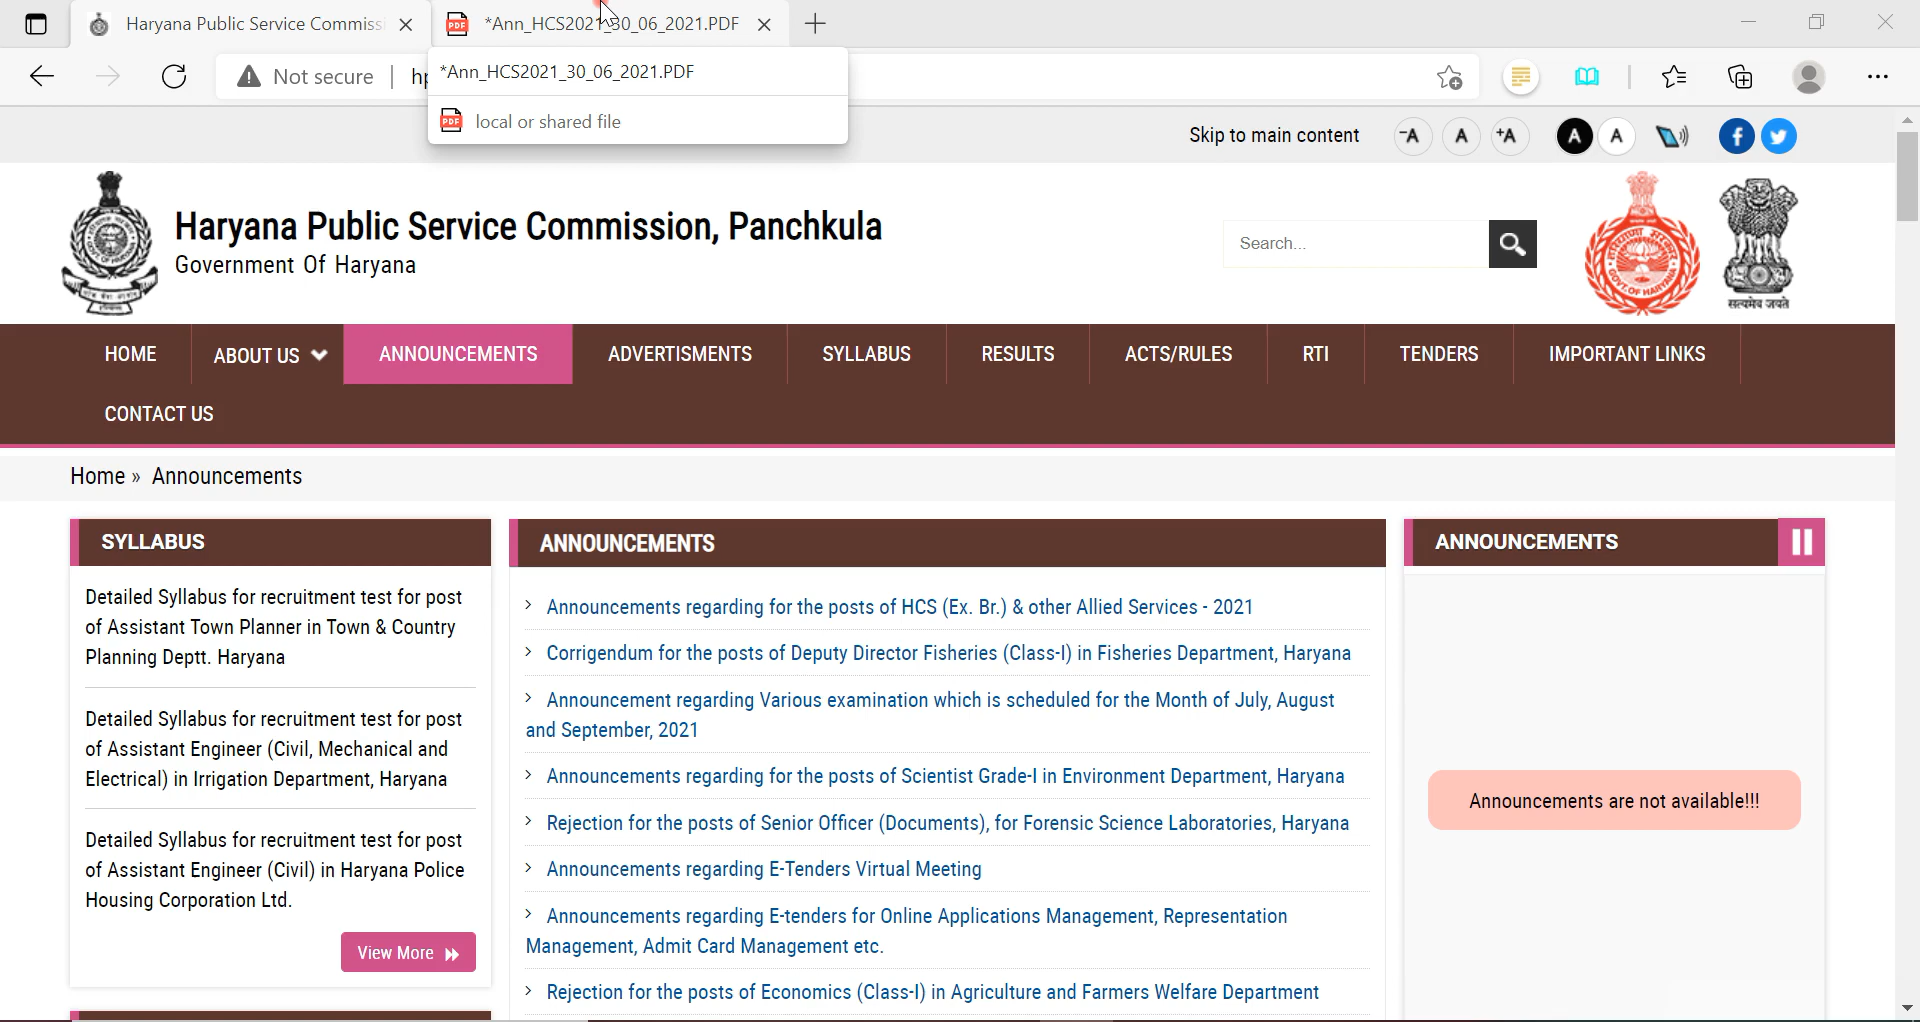 Haryana Public Service Commiss
*Ann_HCS2021_30_06_2021.PDF
Not secure
hp
*Ann_HCS2021_30_06_2021.PDF
PDF local or shared file
Skip to main content
-A A +A A A
Haryana Public Service Commission, Panchkula
Government Of Haryana
Search...
GOVT. OF HARYANA
सत्यमेव जयते
HOME ABOUT US ANNOUNCEMENTS ADVERTISMENTS SYLLABUS RESULTS ACTS/RULES RTI TENDERS IMPORTANT LINKS
CONTACT US
Home » Announcements
SYLLABUS
Detailed Syllabus for recruitment test for post
of Assistant Town Planner in Town & Country
Planning Deptt. Haryana
Detailed Syllabus for recruitment test for post
of Assistant Engineer (Civil, Mechanical and
Electrical) in Irrigation Department, Haryana
Detailed Syllabus for recruitment test for post
of Assistant Engineer (Civil) in Haryana Police
Housing Corporation Ltd.
View More
ANNOUNCEMENTS
Announcements regarding for the posts of HCS (Ex. Br.) & other Allied Services - 2021
Corrigendum for the posts of Deputy Director Fisheries (Class-I) in Fisheries Department, Haryana
Announcement regarding Various examination which is scheduled for the Month of July, August
and September, 2021
Announcements regarding for the posts of Scientist Grade-I in Environment Department, Haryana
Rejection for the posts of Senior Officer (Documents), for Forensic Science Laboratories, Haryana
Announcements regarding E-Tenders Virtual Meeting
Announcements regarding E-tenders for Online Applications Management, Representation
Management, Admit Card Management etc.
Rejection for the posts of Economics (Class-I) in Agriculture and Farmers Welfare Department
ANNOUNCEMENTS
Announcements are not available!!!